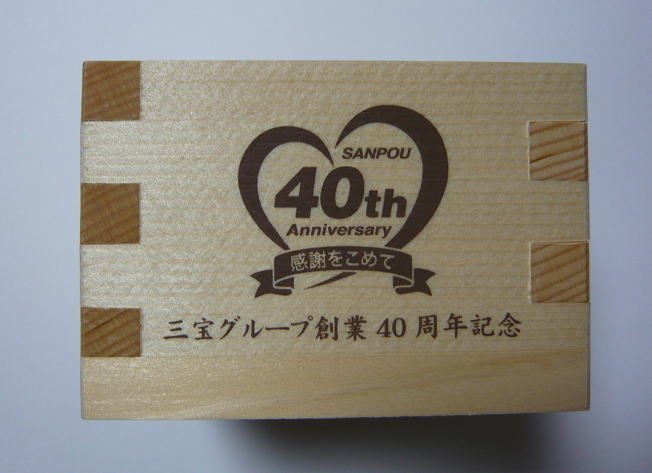 SANPOU
40th
Anniversary
感謝をこめて
三宝グループ創業 40 周年記念